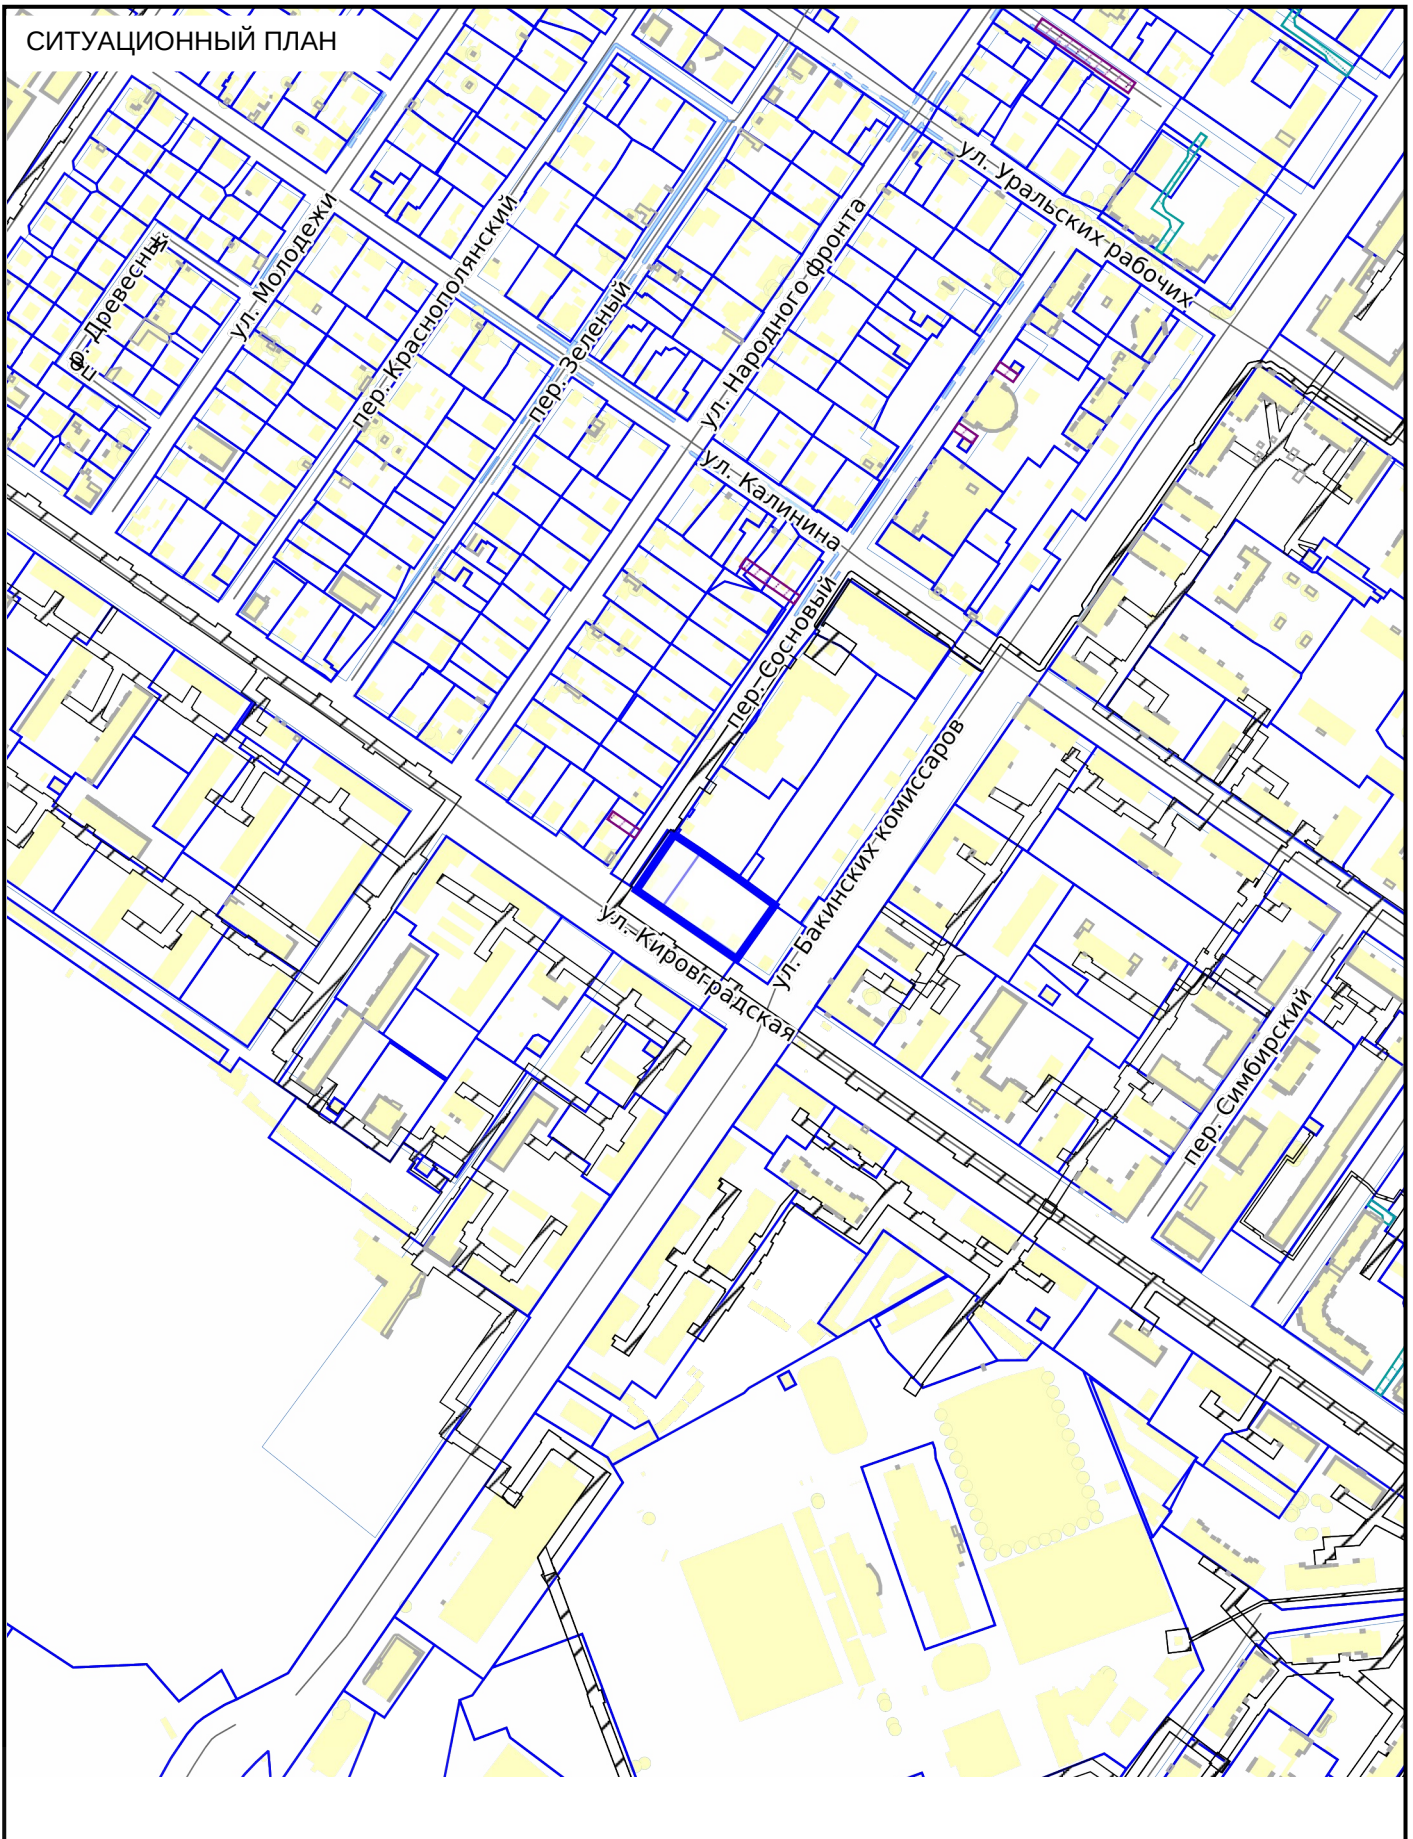 СИТУАЦИОННЫЙ ПЛАН
ул. Уральских рабочих
ул. Молодежи
пер. Краснополянский
ул. Народного фронта
р. Древесный
пер. Зеленый
ул. Калинина
пер. Сосновый
ул. Бакинских комиссаров
ул. Кировградская
пер. Симбирский